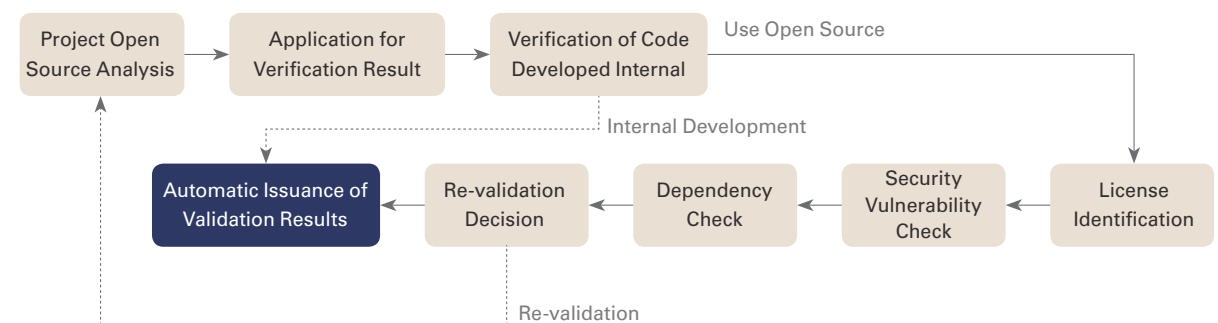 Project Open
Source Analysis
Application for
Verification Result
Verification of Code
Developed Internal
Use Open Source
Internal Development
Automatic Issuance of
Validation Results
Re-validation
Decision
Dependency
Check
Security
Vulnerability
Check
License
Identification
Re-validation